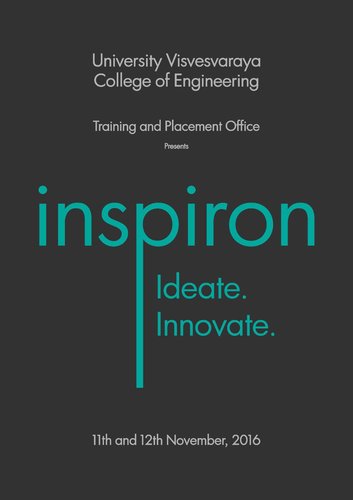 University Visvesvaraya
College of Engineering
Training and Placement Office
Presents
inspiron
Ideate.
Innovate.
11th and 12th November, 2016